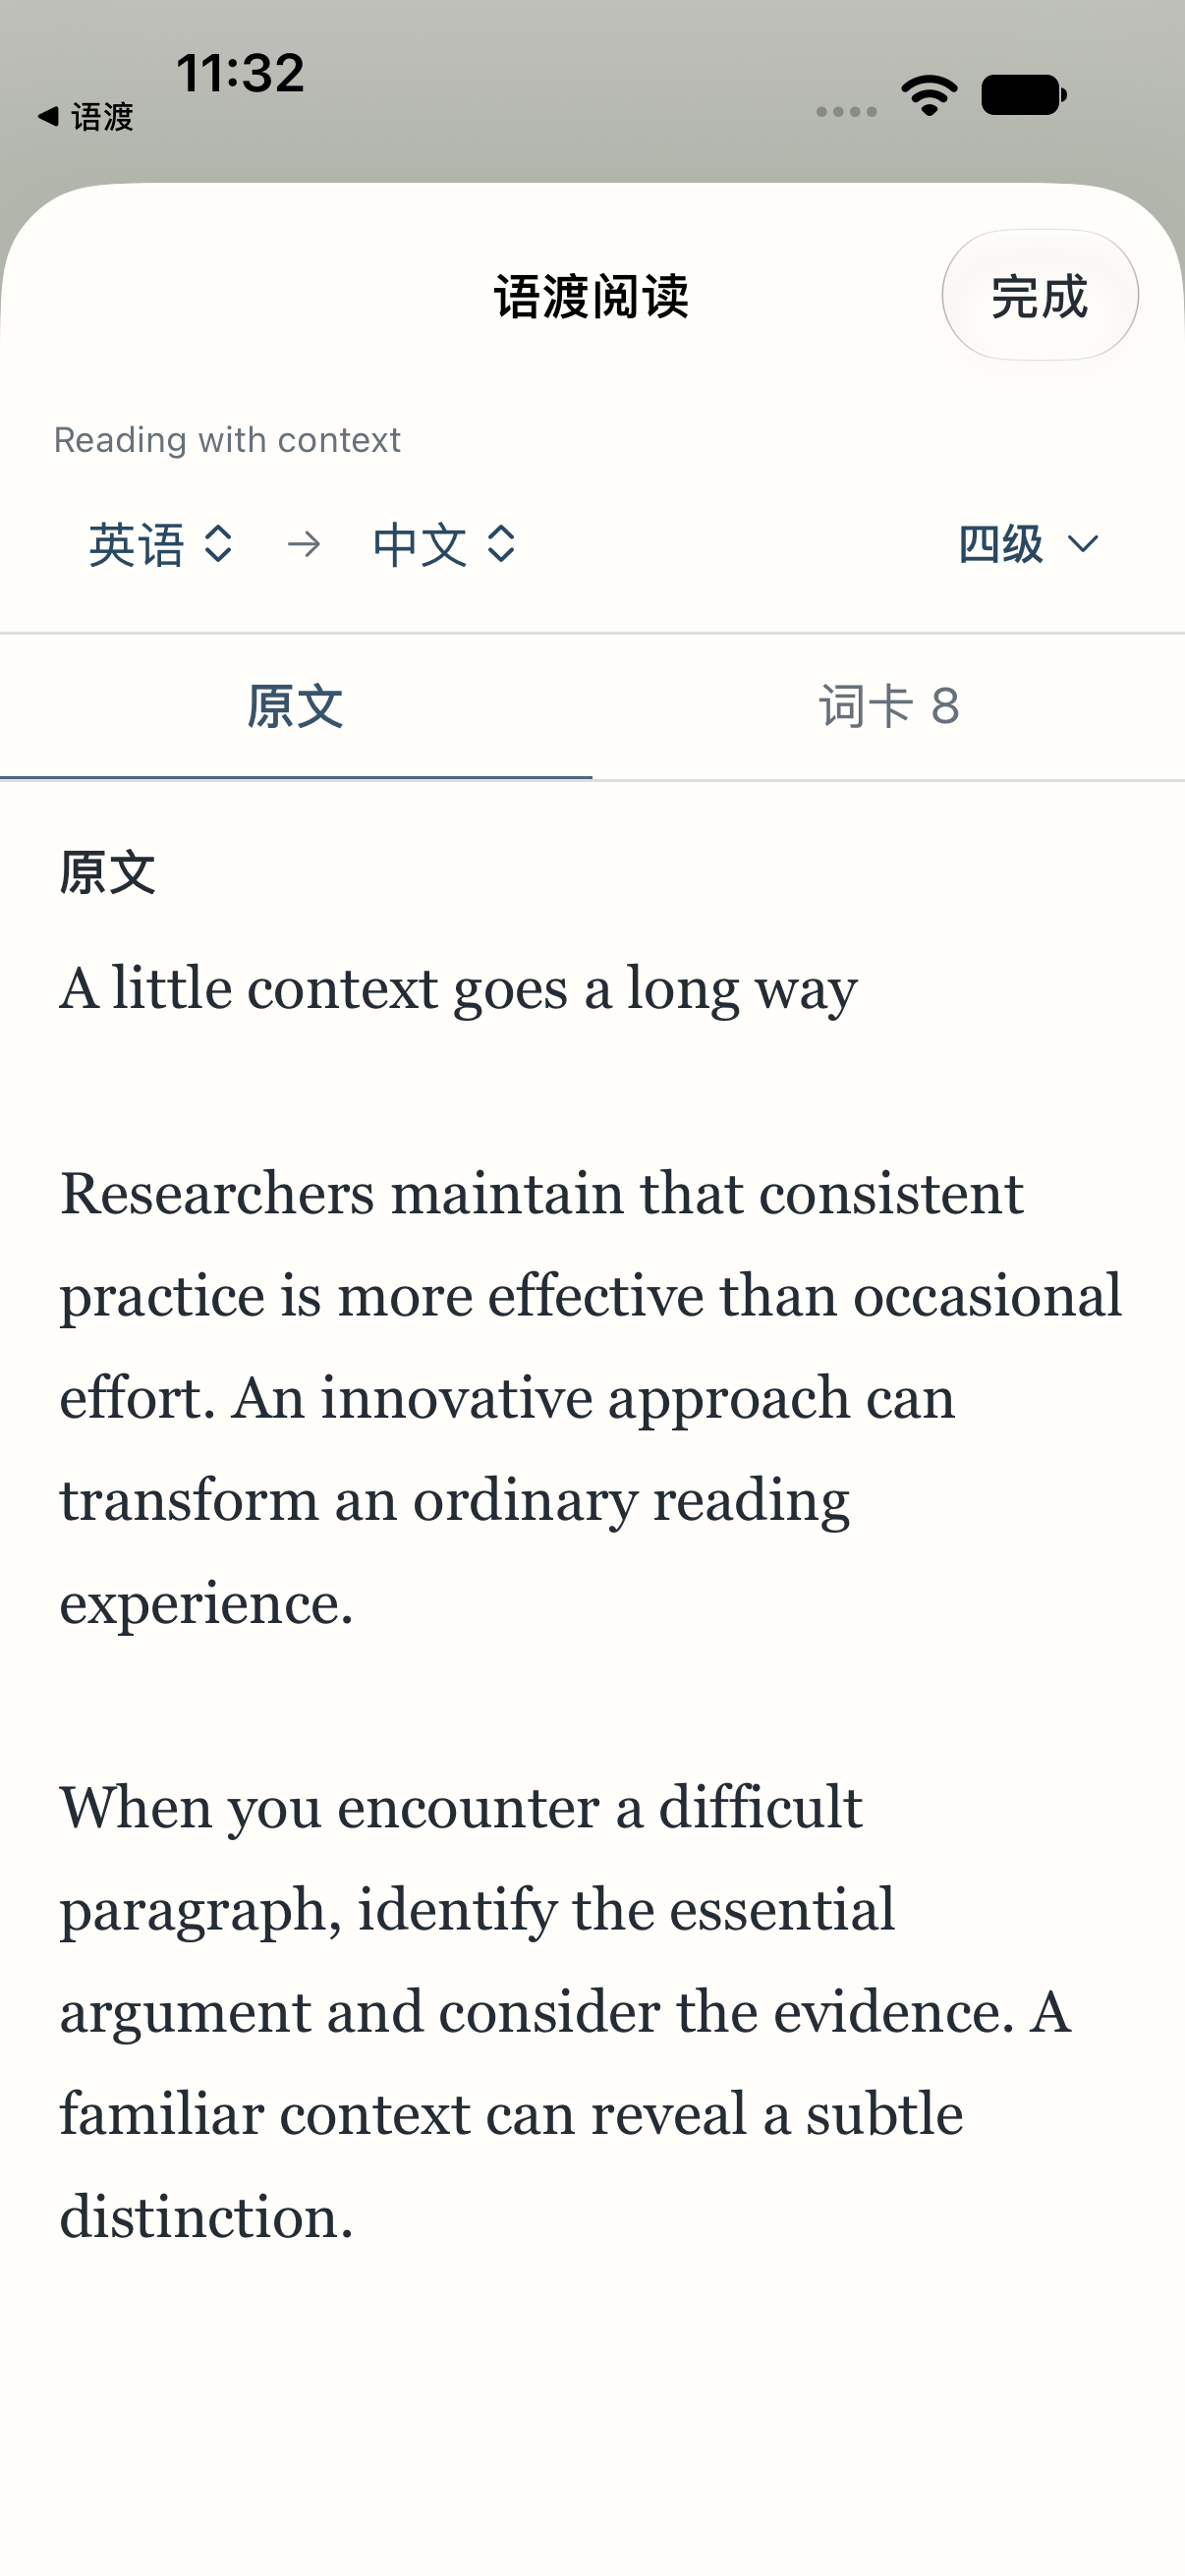 11:32
语渡
语渡阅读
完成
Reading with context
英语
→
中文
四级
原文
词卡 8
原文
A little context goes a long way
Researchers maintain that consistent
practice is more effective than occasional
effort. An innovative approach can
transform an ordinary reading
experience.
When you encounter a difficult
paragraph, identify the essential
argument and consider the evidence. A
familiar context can reveal a subtle
distinction.